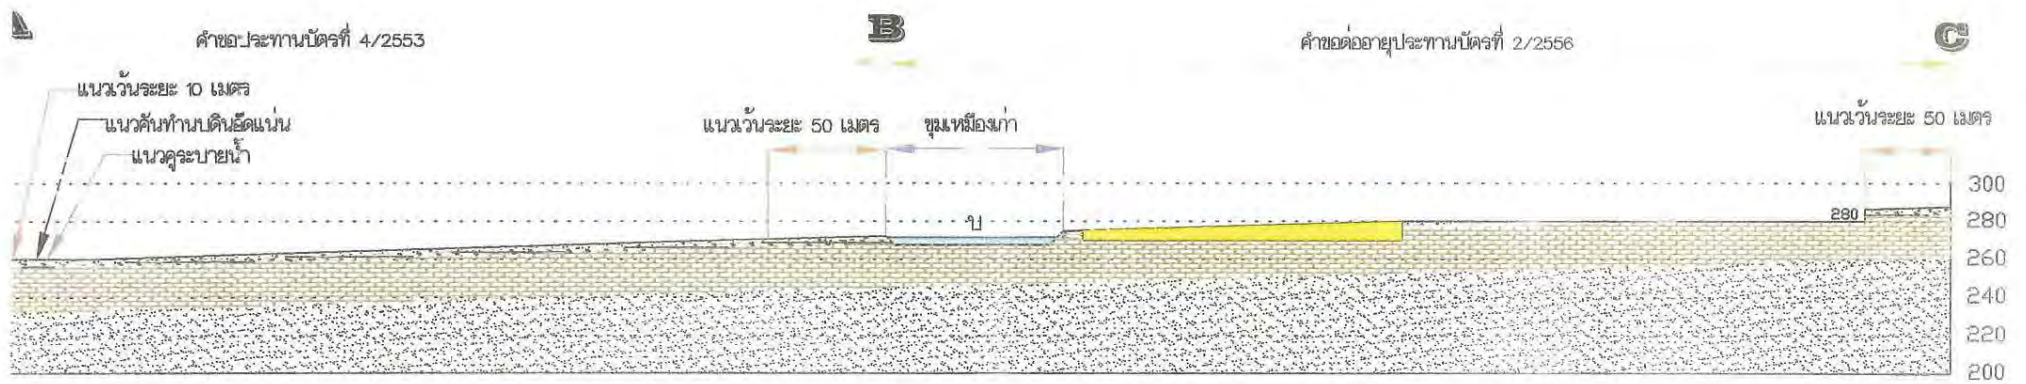 A
B
C
คำขอประทานบัตรที่ 4/2553
คำขอต่ออายุประทานบัตรที่ 2/2556
แนวเว้นระยะ 10 เมตร
แนวคันทำนบดินอัดแน่น
แนวคูระบายน้ำ
แนวเว้นระยะ 50 เมตร
ขุมเหมืองเก่า
แนวเว้นระยะ 50 เมตร
300
280
280
260
240
220
200